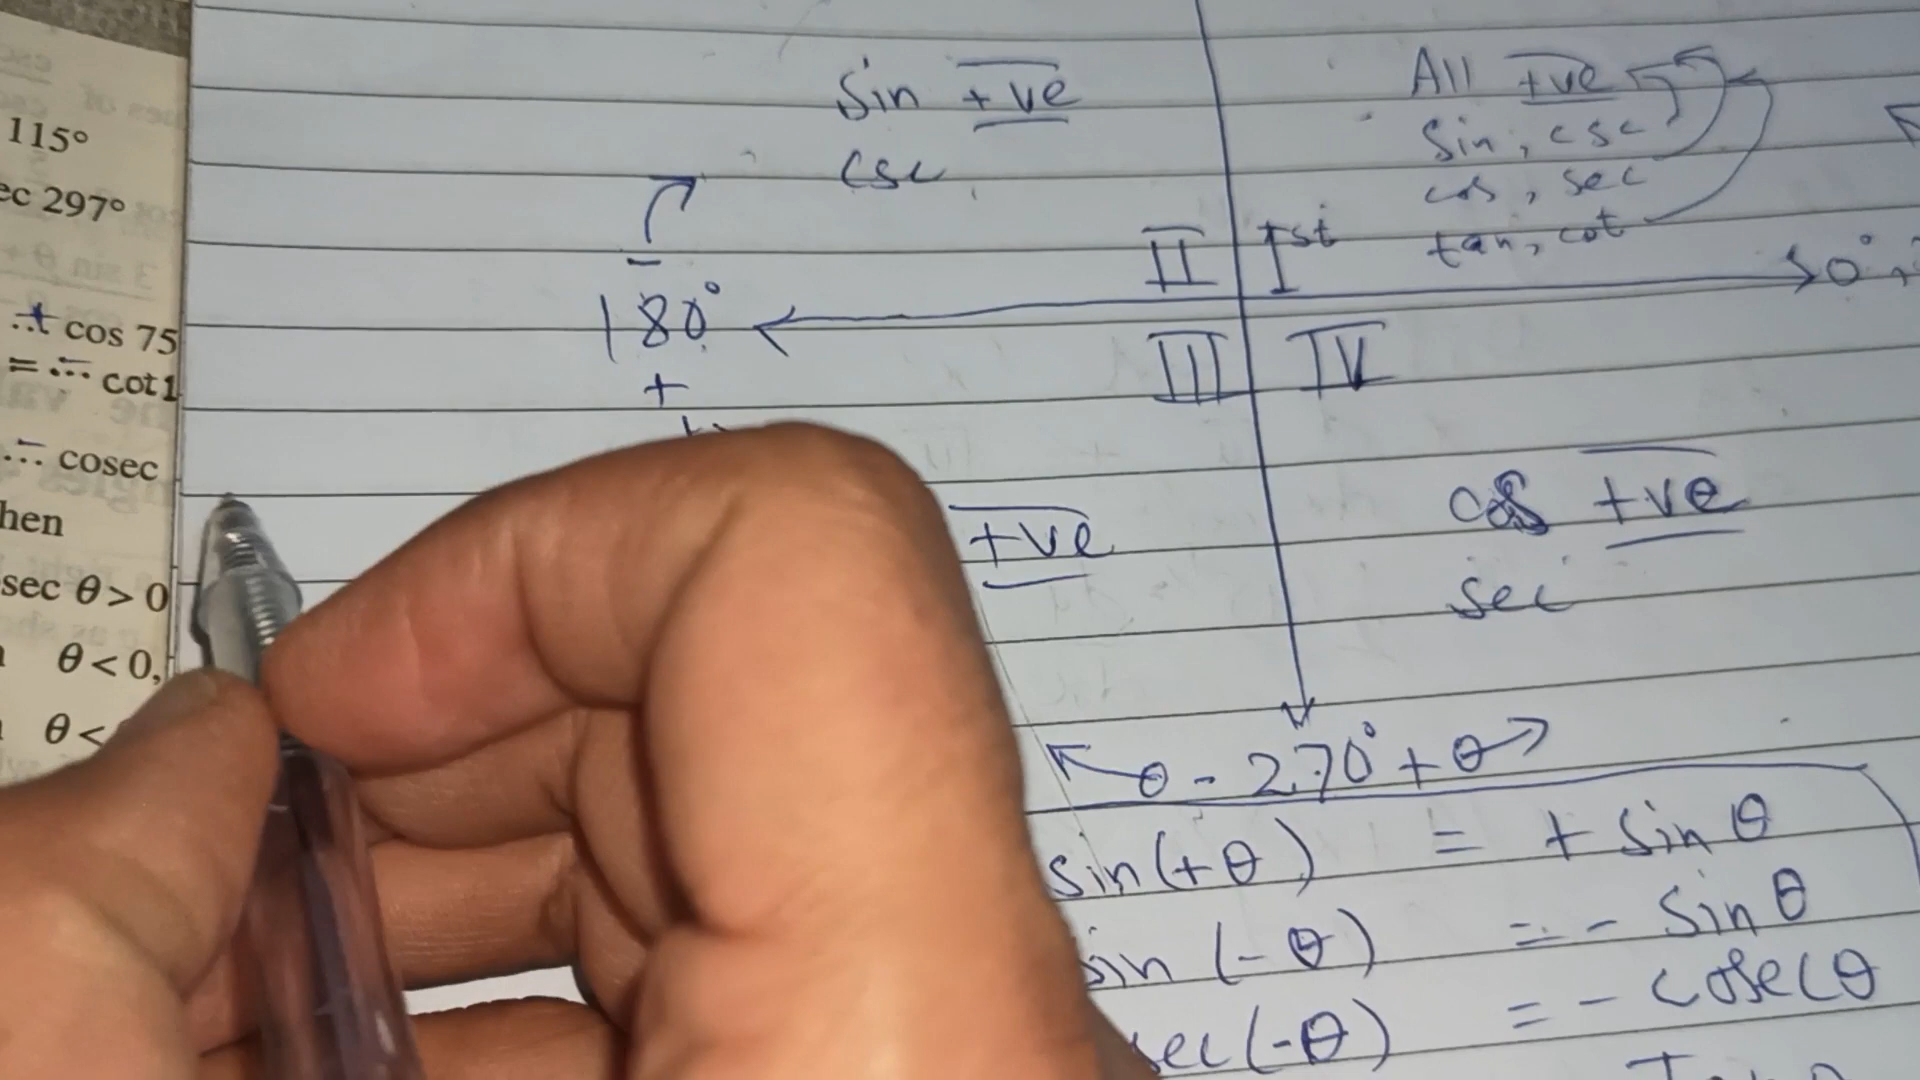 115°
ec 297°
cos 75
= cot 1
cosec
hen
sec θ > 0
θ < 0,
θ <
Sin +ve
csc
All +ve
Sin, csc
cos, sec
tan, cot
II
Ist
0°
-
180°
+
III
IV
+ve
cos +ve
sec
θ - 270° + θ
sin(+θ) = + Sin θ
sin (-θ) = - Sin θ
sec(-θ) = - cosec θ